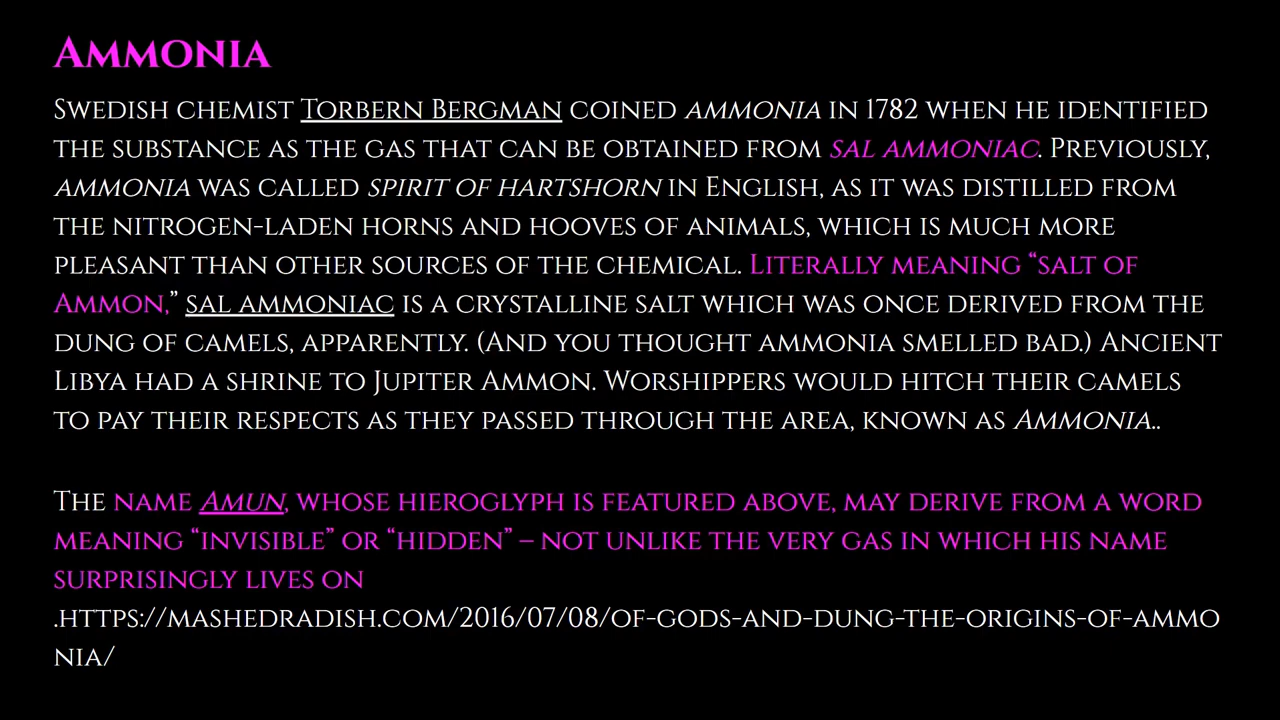 Ammonia
Swedish chemist Torbern Bergman coined ammonia in 1782 when he identified
the substance as the gas that can be obtained from sal ammoniac. Previously,
ammonia was called spirit of hartshorn in English, as it was distilled from
the nitrogen-laden horns and hooves of animals, which is much more
pleasant than other sources of the chemical. Literally meaning “salt of
Ammon,” sal ammoniac is a crystalline salt which was once derived from the
dung of camels, apparently. (And you thought ammonia smelled bad.) Ancient
Libya had a shrine to Jupiter Ammon. Worshippers would hitch their camels
to pay their respects as they passed through the area, known as Ammonia..
The name Amun, whose hieroglyph is featured above, may derive from a word
meaning “invisible” or “hidden” – not unlike the very gas in which his name
surprisingly lives on
.https://mashedradish.com/2016/07/08/of-gods-and-dung-the-origins-of-ammo
nia/